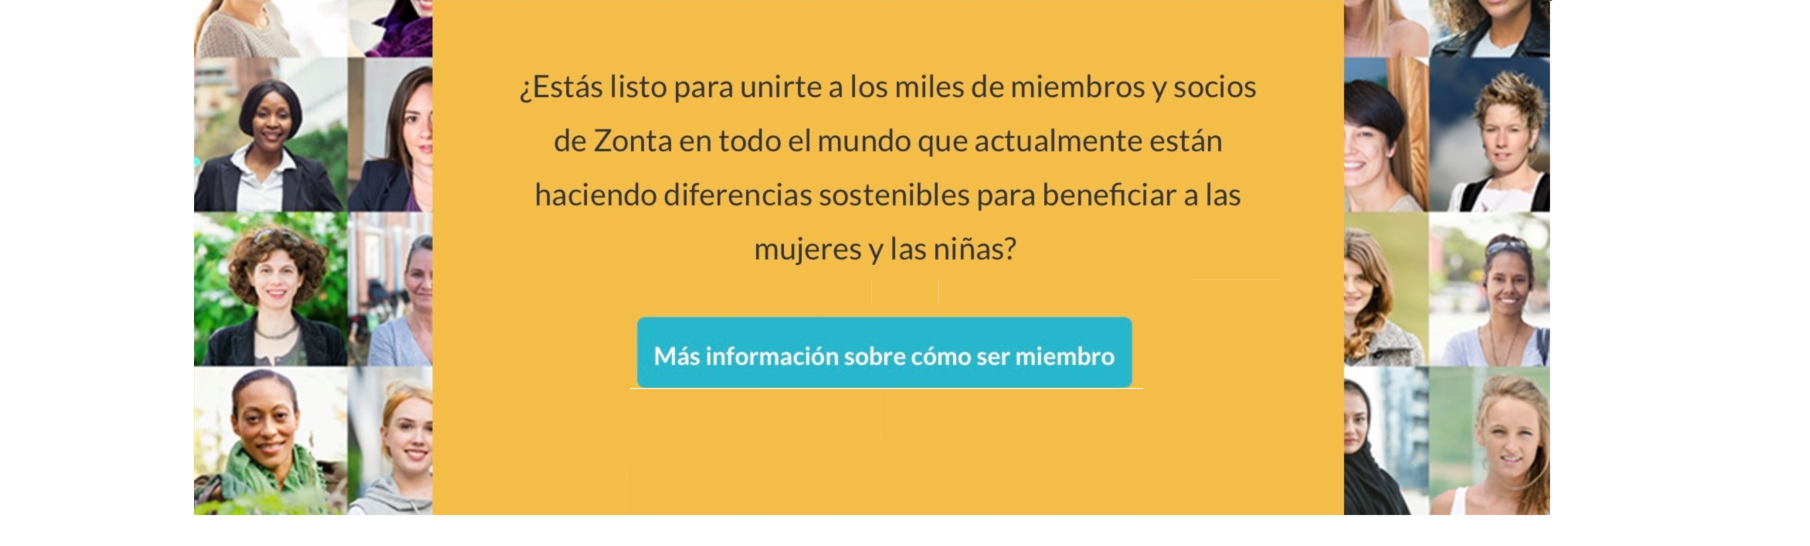 ¿Estás listo para unirte a los miles de miembros y socios
de Zonta en todo el mundo que actualmente están
haciendo diferencias sostenibles para beneficiar a las
mujeres y las niñas?
Más información sobre cómo ser miembro